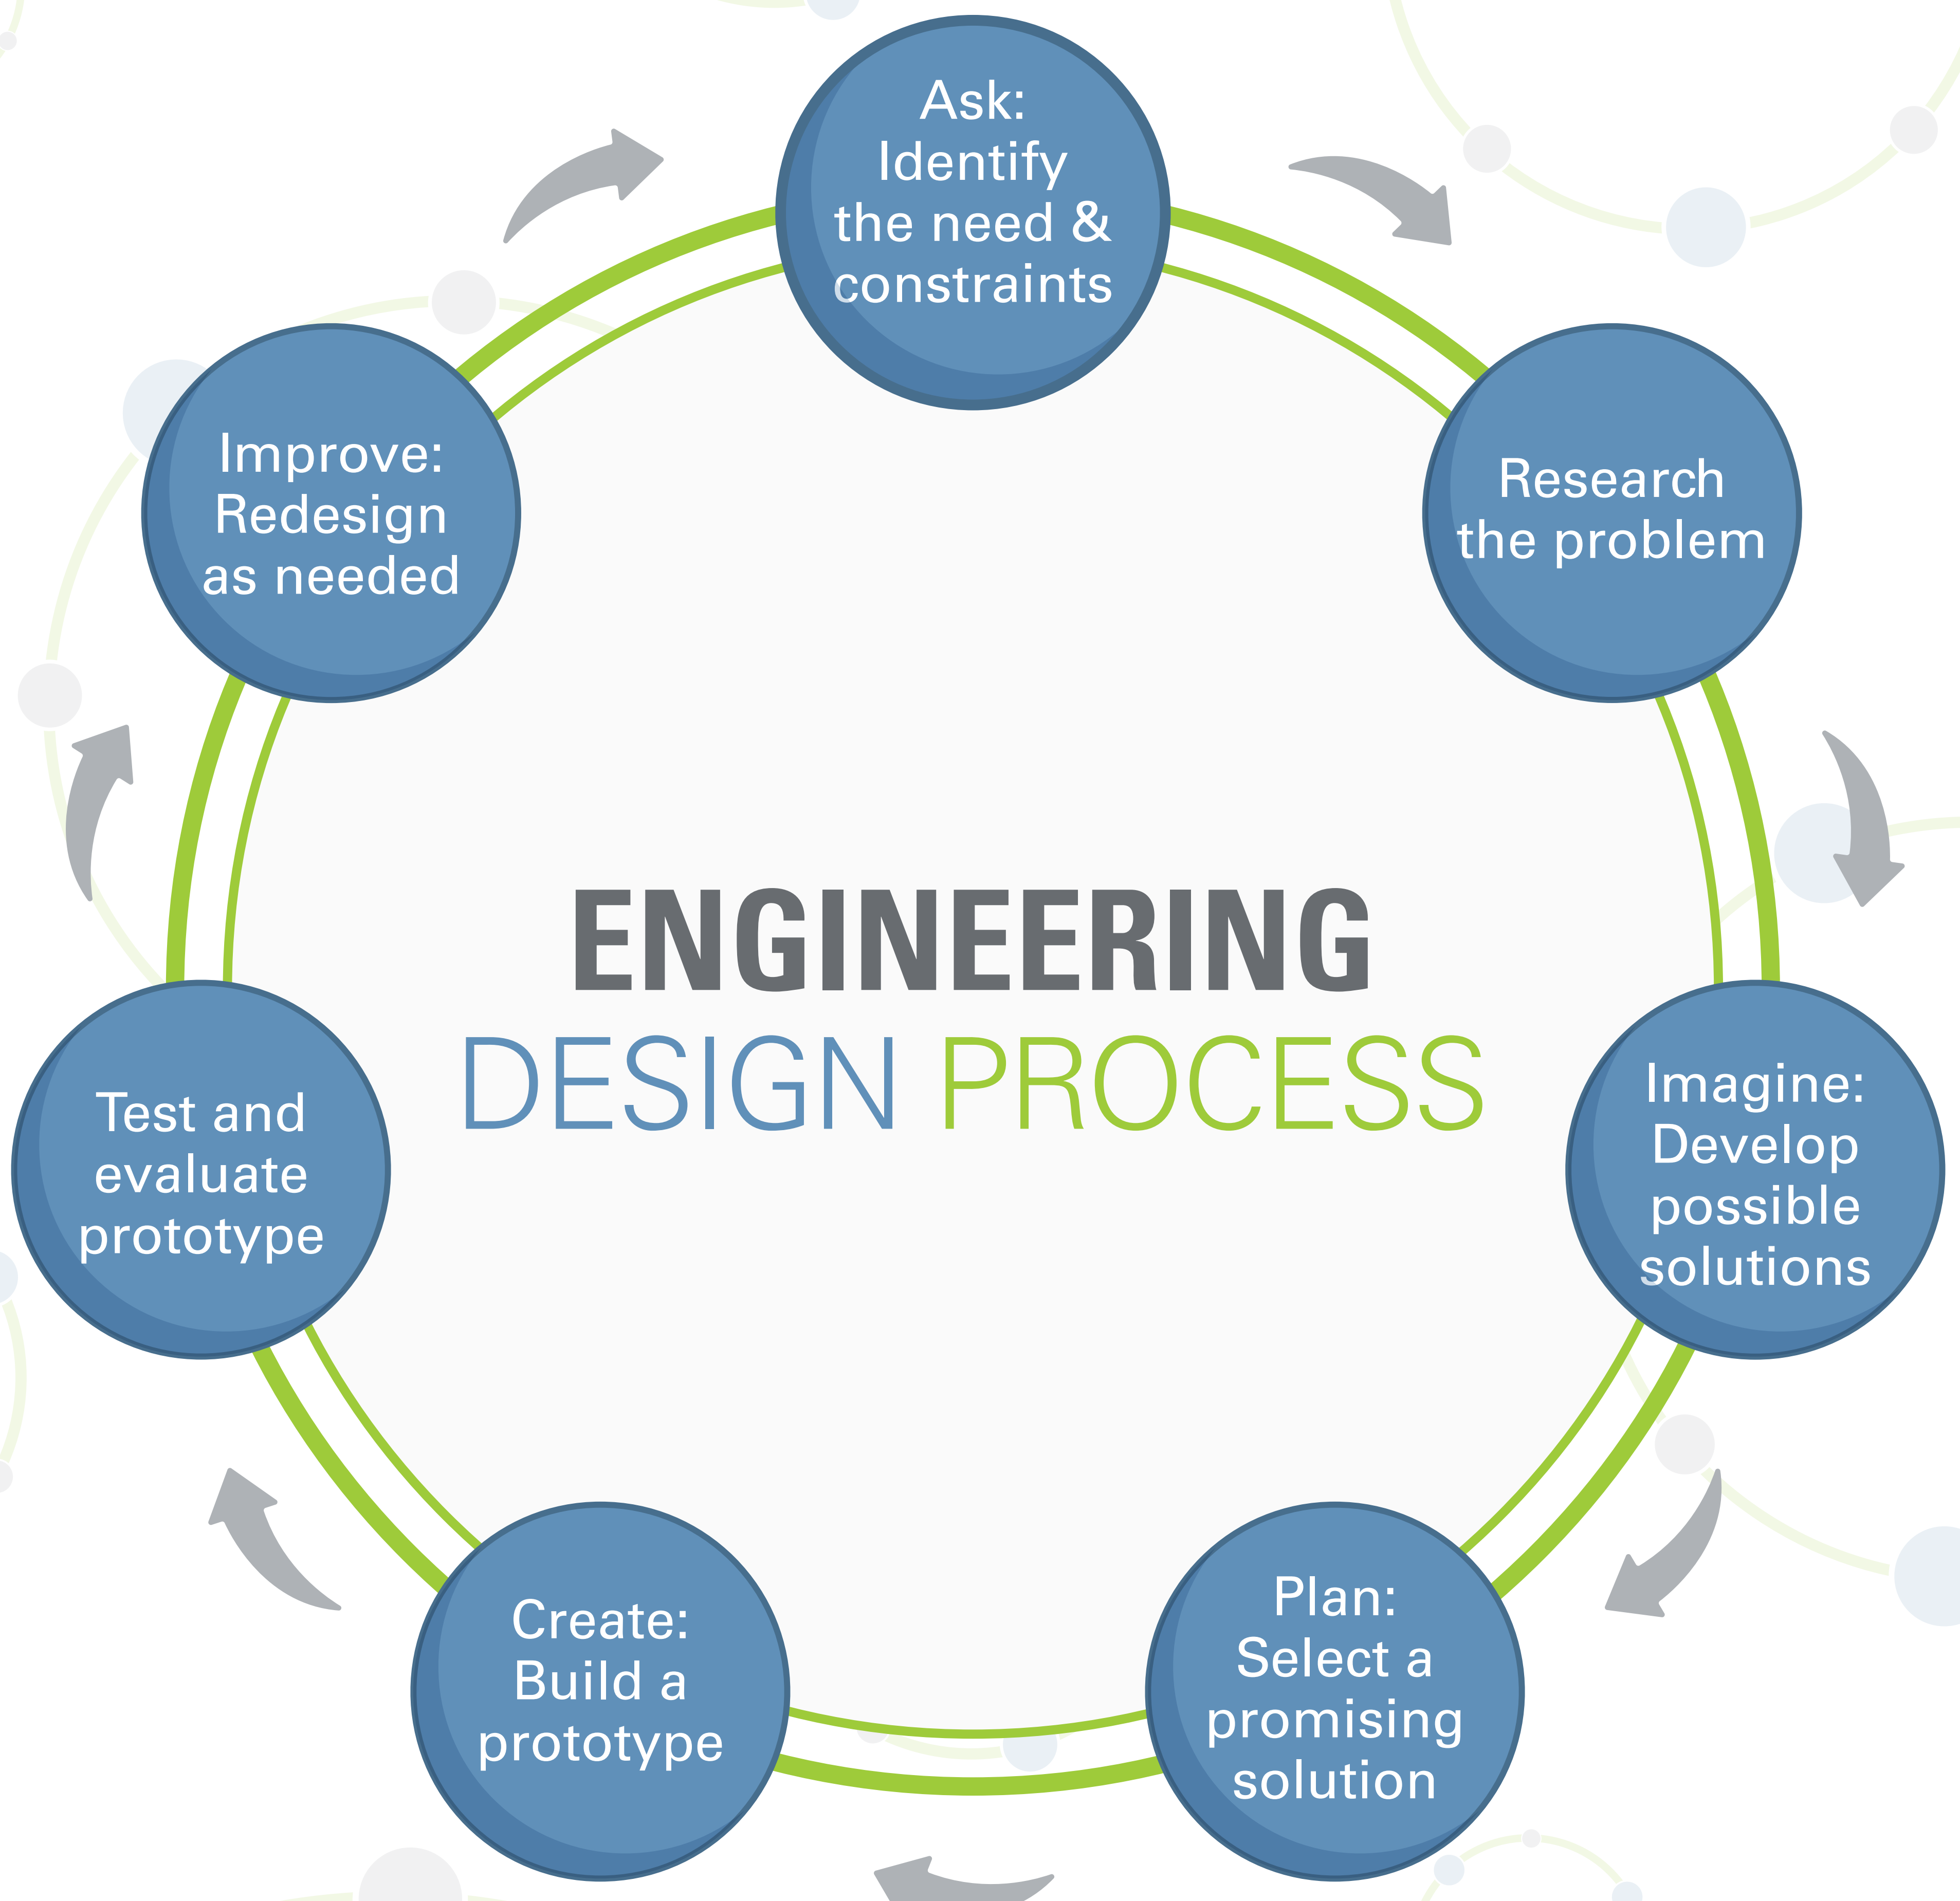 Ask:
Identify
the need &
constraints
Research
the problem
Imagine:
Develop
possible
solutions
Plan:
Select a
promising
solution
Create:
Build a
prototype
Test and
evaluate
prototype
Improve:
Redesign
as needed
ENGINEERING
DESIGN PROCESS